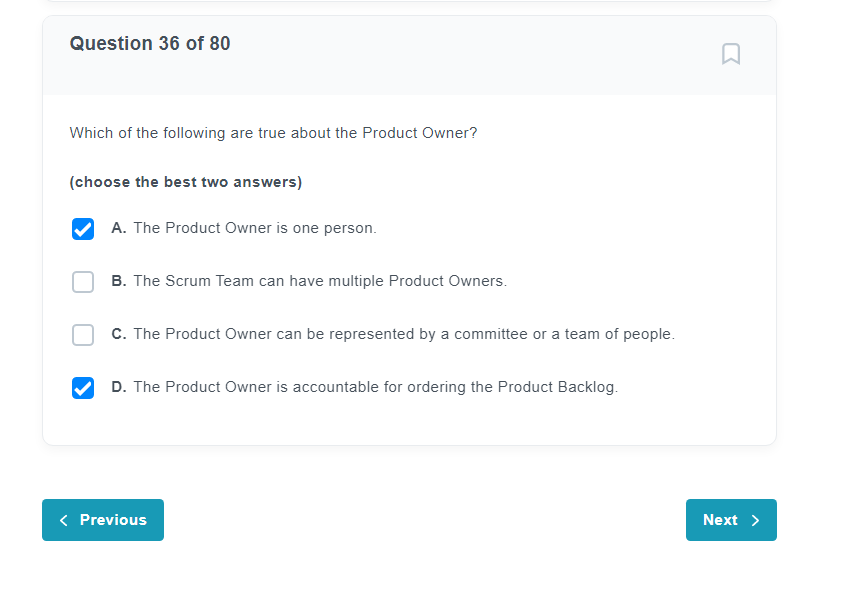 Question 36 of 80
Which of the following are true about the Product Owner?
(choose the best two answers)
A. The Product Owner is one person.
B. The Scrum Team can have multiple Product Owners.
C. The Product Owner can be represented by a committee or a team of people.
D. The Product Owner is accountable for ordering the Product Backlog.
Previous
Next